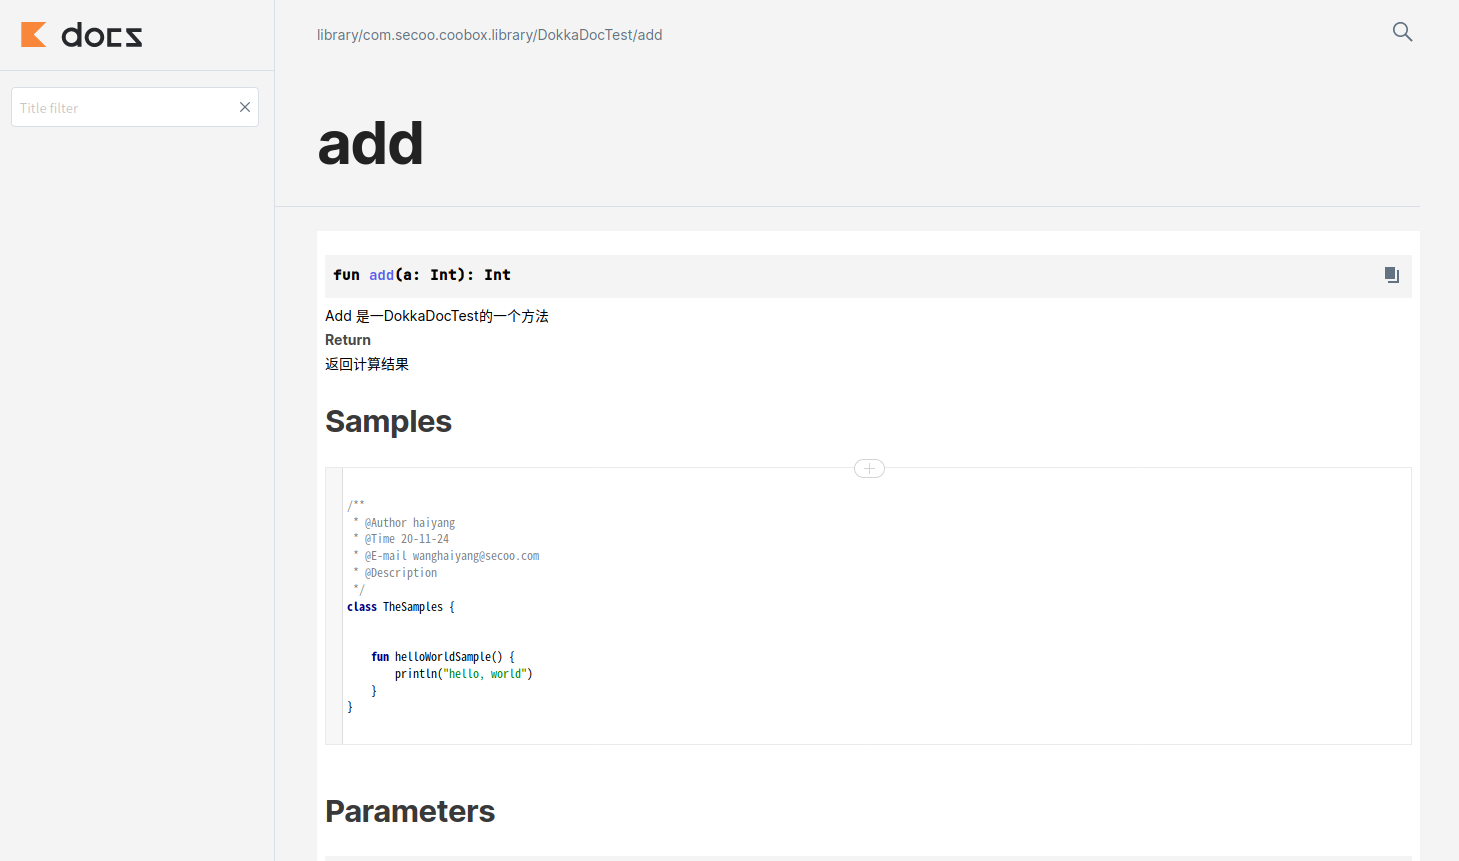 docs
library/com.secoo.coobox.library/DokkaDocTest/add
Title filter
add
fun add(a: Int): Int
Add 是一DokkaDocTest的一个方法
Return
返回计算结果
Samples
/**
 * @Author haiyang
 * @Time 20-11-24
 * @E-mail wanghaiyang@secoo.com
 * @Description
 */
class TheSamples {
    fun helloWorldSample() {
        println("hello, world")
    }
}
Parameters